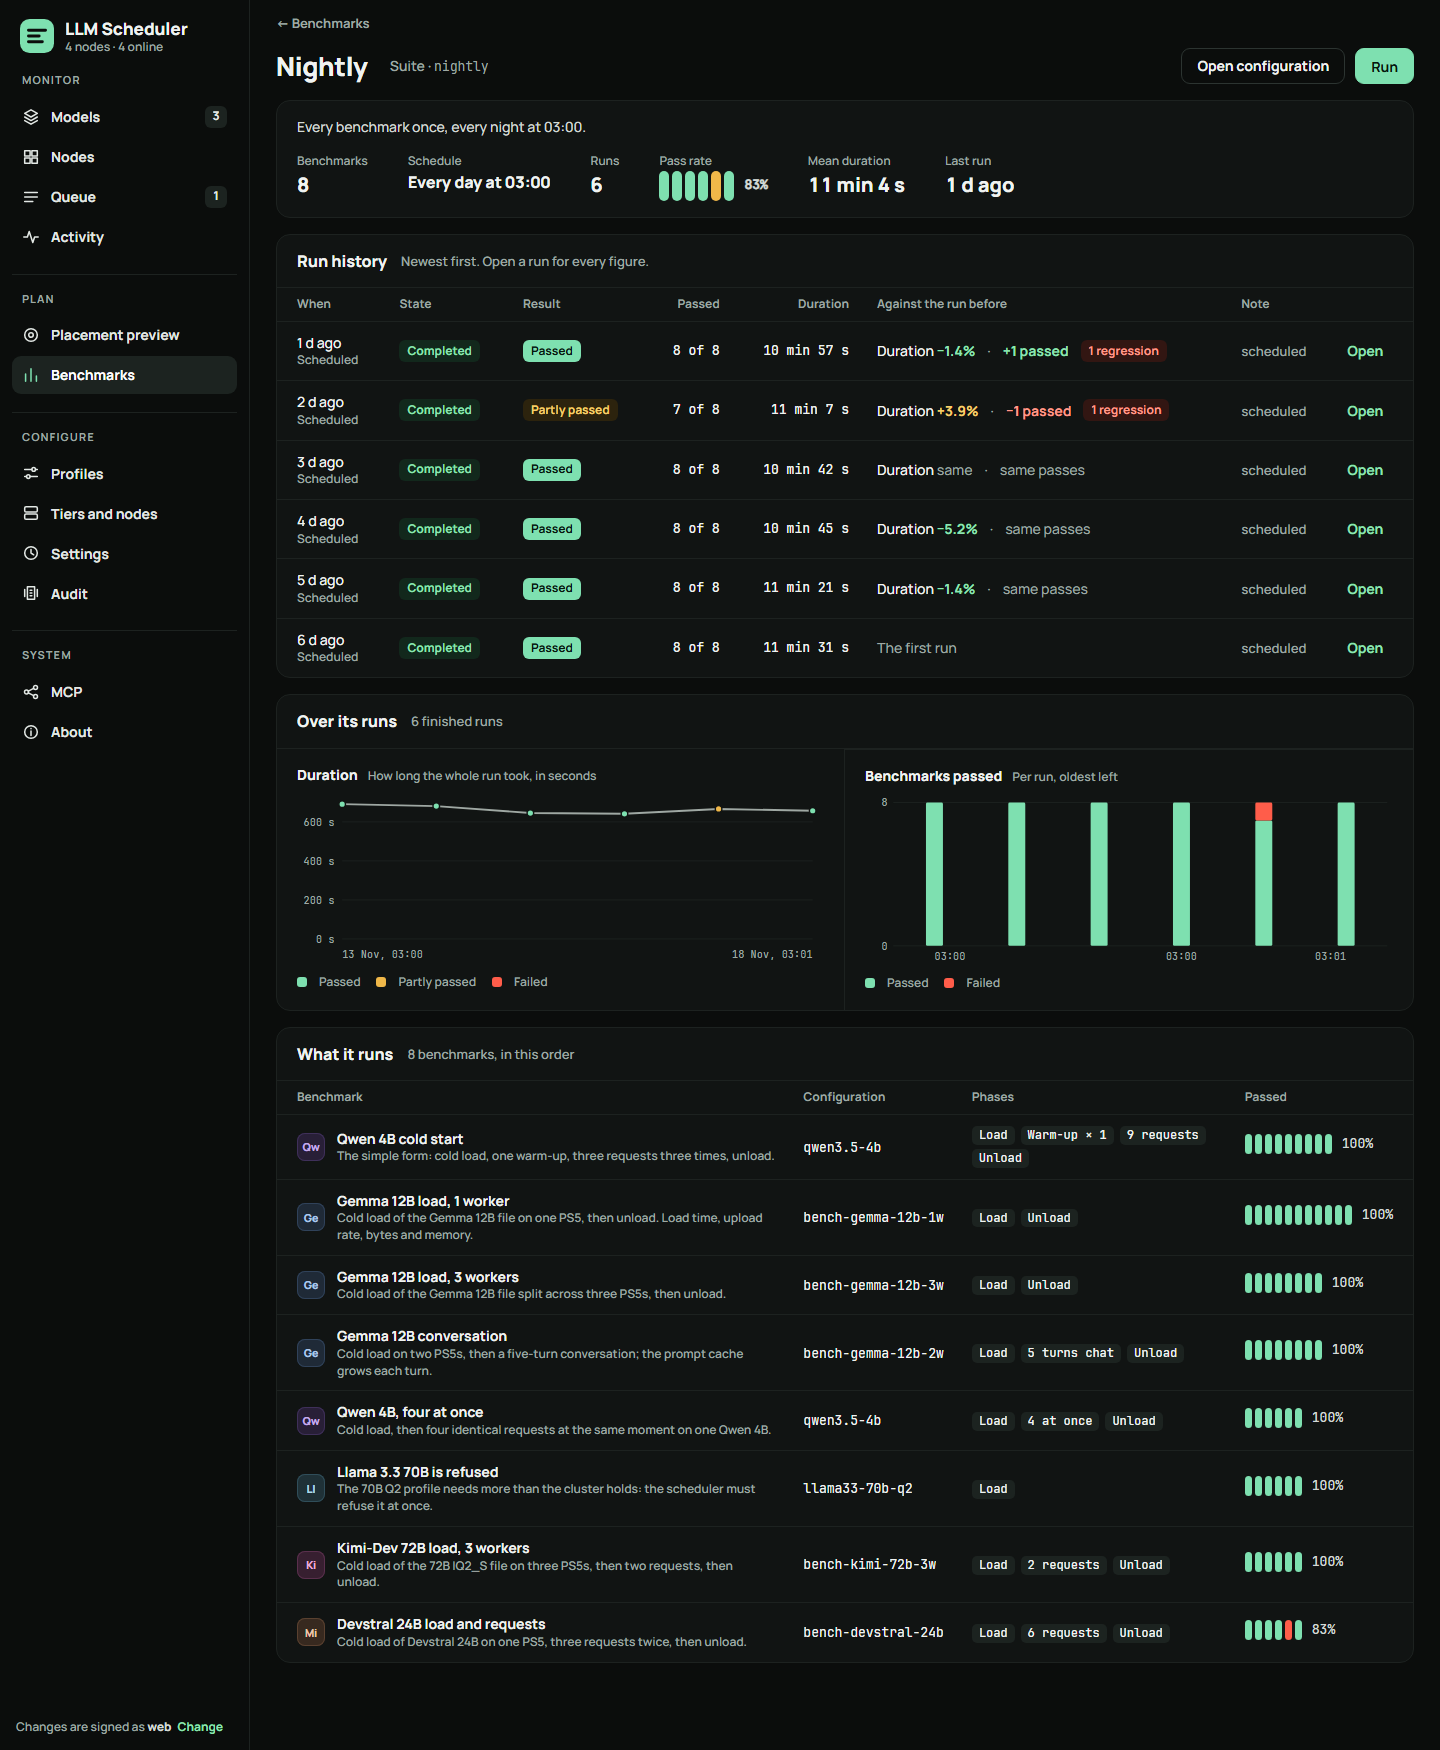 LLM Scheduler
4 nodes · 4 online
MONITOR
Models 3
Nodes
Queue 1
Activity
PLAN
Placement preview
Benchmarks
CONFIGURE
Profiles
Tiers and nodes
Settings
Audit
SYSTEM
MCP
About
Changes are signed as web Change
← Benchmarks
Nightly Suite · nightly
Open configuration Run
Every benchmark once, every night at 03:00.
Benchmarks Schedule Runs Pass rate Mean duration Last run
8 Every day at 03:00 6 83% 11 min 4 s 1 d ago
Run history Newest first. Open a run for every figure.
When State Result Passed Duration Against the run before Note
1 d ago
Scheduled Completed Passed 8 of 8 10 min 57 s Duration −1.4% · +1 passed 1 regression scheduled Open
2 d ago
Scheduled Completed Partly passed 7 of 8 11 min 7 s Duration +3.9% · −1 passed 1 regression scheduled Open
3 d ago
Scheduled Completed Passed 8 of 8 10 min 42 s Duration same · same passes scheduled Open
4 d ago
Scheduled Completed Passed 8 of 8 10 min 45 s Duration −5.2% · same passes scheduled Open
5 d ago
Scheduled Completed Passed 8 of 8 11 min 21 s Duration −1.4% · same passes scheduled Open
6 d ago
Scheduled Completed Passed 8 of 8 11 min 31 s The first run scheduled Open
Over its runs 6 finished runs
Duration How long the whole run took, in seconds
600 s
400 s
200 s
0 s
13 Nov, 03:00 18 Nov, 03:01
Passed Partly passed Failed
Benchmarks passed Per run, oldest left
8
0
03:00 03:00 03:01
Passed Failed
What it runs 8 benchmarks, in this order
Benchmark Configuration Phases Passed
Qw Qwen 4B cold start
The simple form: cold load, one warm-up, three requests three times, unload.
qwen3.5-4b Load Warm-up × 1 9 requests
Unload
100%
Ge Gemma 12B load, 1 worker
Cold load of the Gemma 12B file on one PS5, then unload. Load time, upload
rate, bytes and memory.
bench-gemma-12b-1w Load Unload 100%
Ge Gemma 12B load, 3 workers
Cold load of the Gemma 12B file split across three PS5s, then unload.
bench-gemma-12b-3w Load Unload 100%
Ge Gemma 12B conversation
Cold load on two PS5s, then a five-turn conversation; the prompt cache
grows each turn.
bench-gemma-12b-2w Load 5 turns chat Unload 100%
Qw Qwen 4B, four at once
Cold load, then four identical requests at the same moment on one Qwen 4B.
qwen3.5-4b Load 4 at once Unload 100%
Ll Llama 3.3 70B is refused
The 70B Q2 profile needs more than the cluster holds: the scheduler must
refuse it at once.
llama33-70b-q2 Load 100%
Ki Kimi-Dev 72B load, 3 workers
Cold load of the 72B IQ2_S file on three PS5s, then two requests, then
unload.
bench-kimi-72b-3w Load 2 requests Unload 100%
Mi Devstral 24B load and requests
Cold load of Devstral 24B on one PS5, three requests twice, then unload.
bench-devstral-24b Load 6 requests Unload 83%